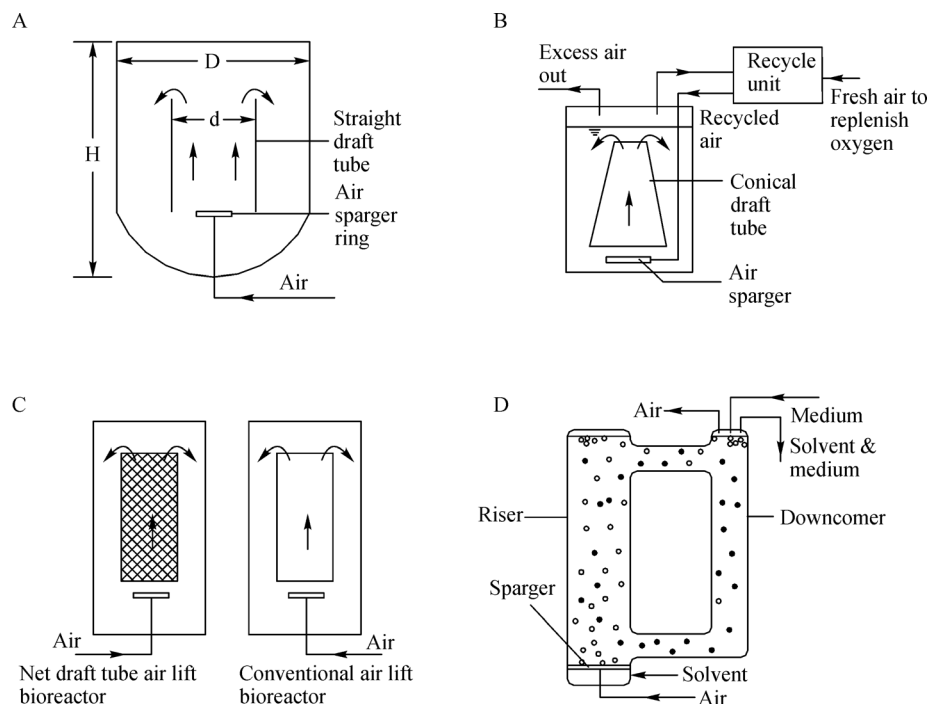 A
D
d
H
Straight
draft
tube
Air
sparger
ring
Air
B
Excess air
out
Recycle
unit
Fresh air to
replenish
oxygen
Recycled
air
Conical
draft
tube
Air
sparger
C
Air
Net draft tube air lift
bioreactor
Air
Conventional air lift
bioreactor
D
Air
Medium
Solvent &
medium
Riser
Downcomer
Sparger
Solvent
Air